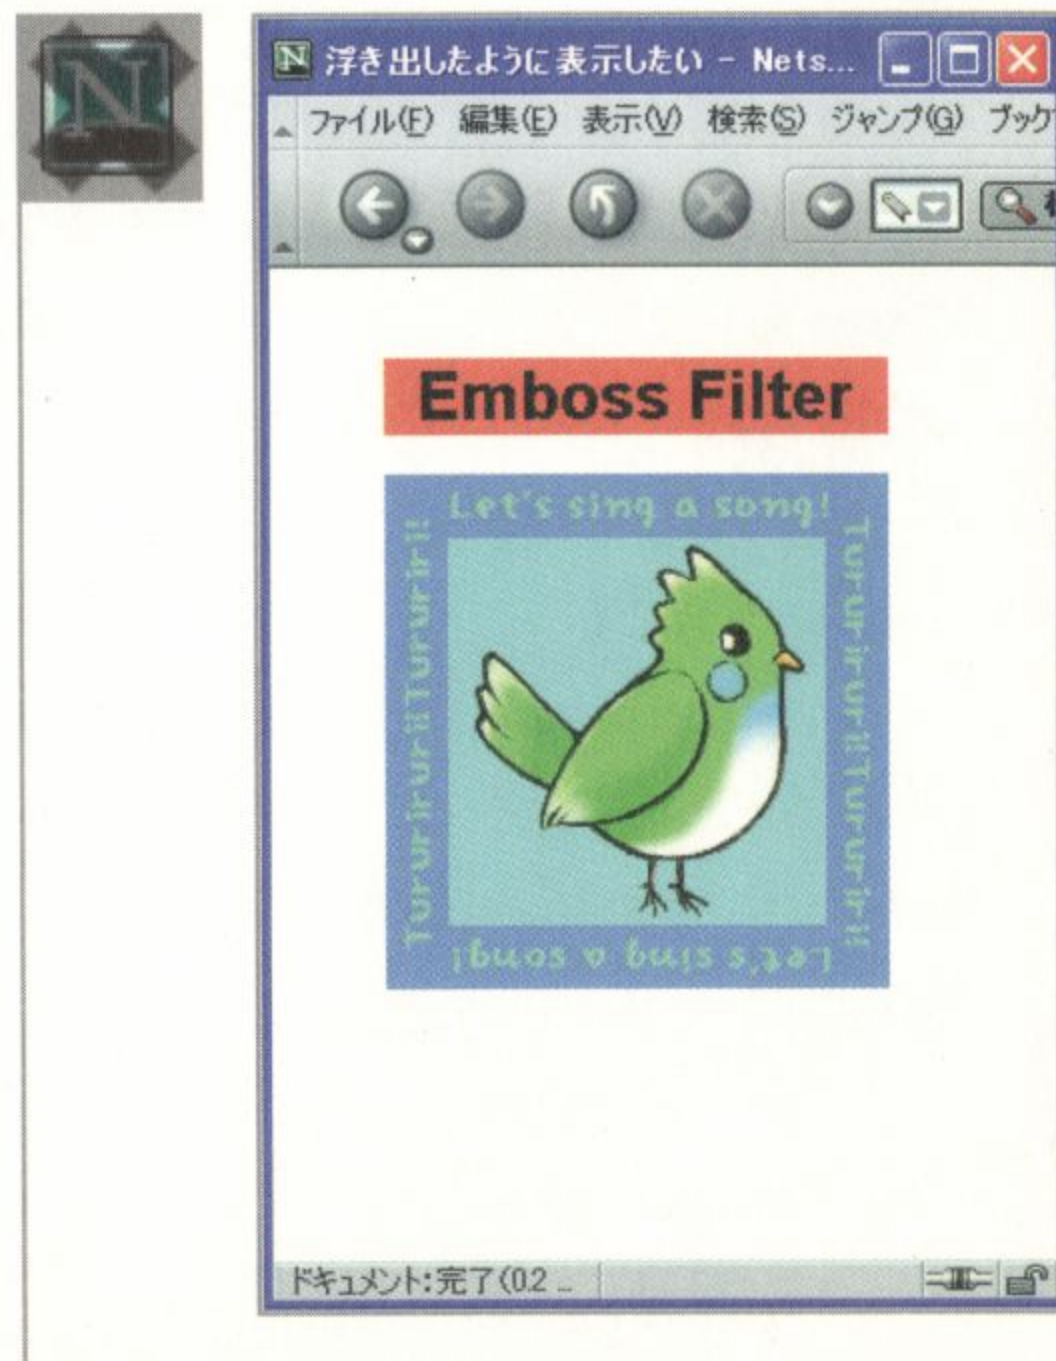 N
N 浮き出したように表示したい - Nets...
ファイル(F) 編集(E) 表示(V) 検索(S) ジャンプ(G) ブック
Emboss Filter
Let's sing a song!
Tururiruri!!Tururiri!!
Tururiruri!!Tururiri!!
Let's sing a song!
ドキュメント:完了(0.2 ...